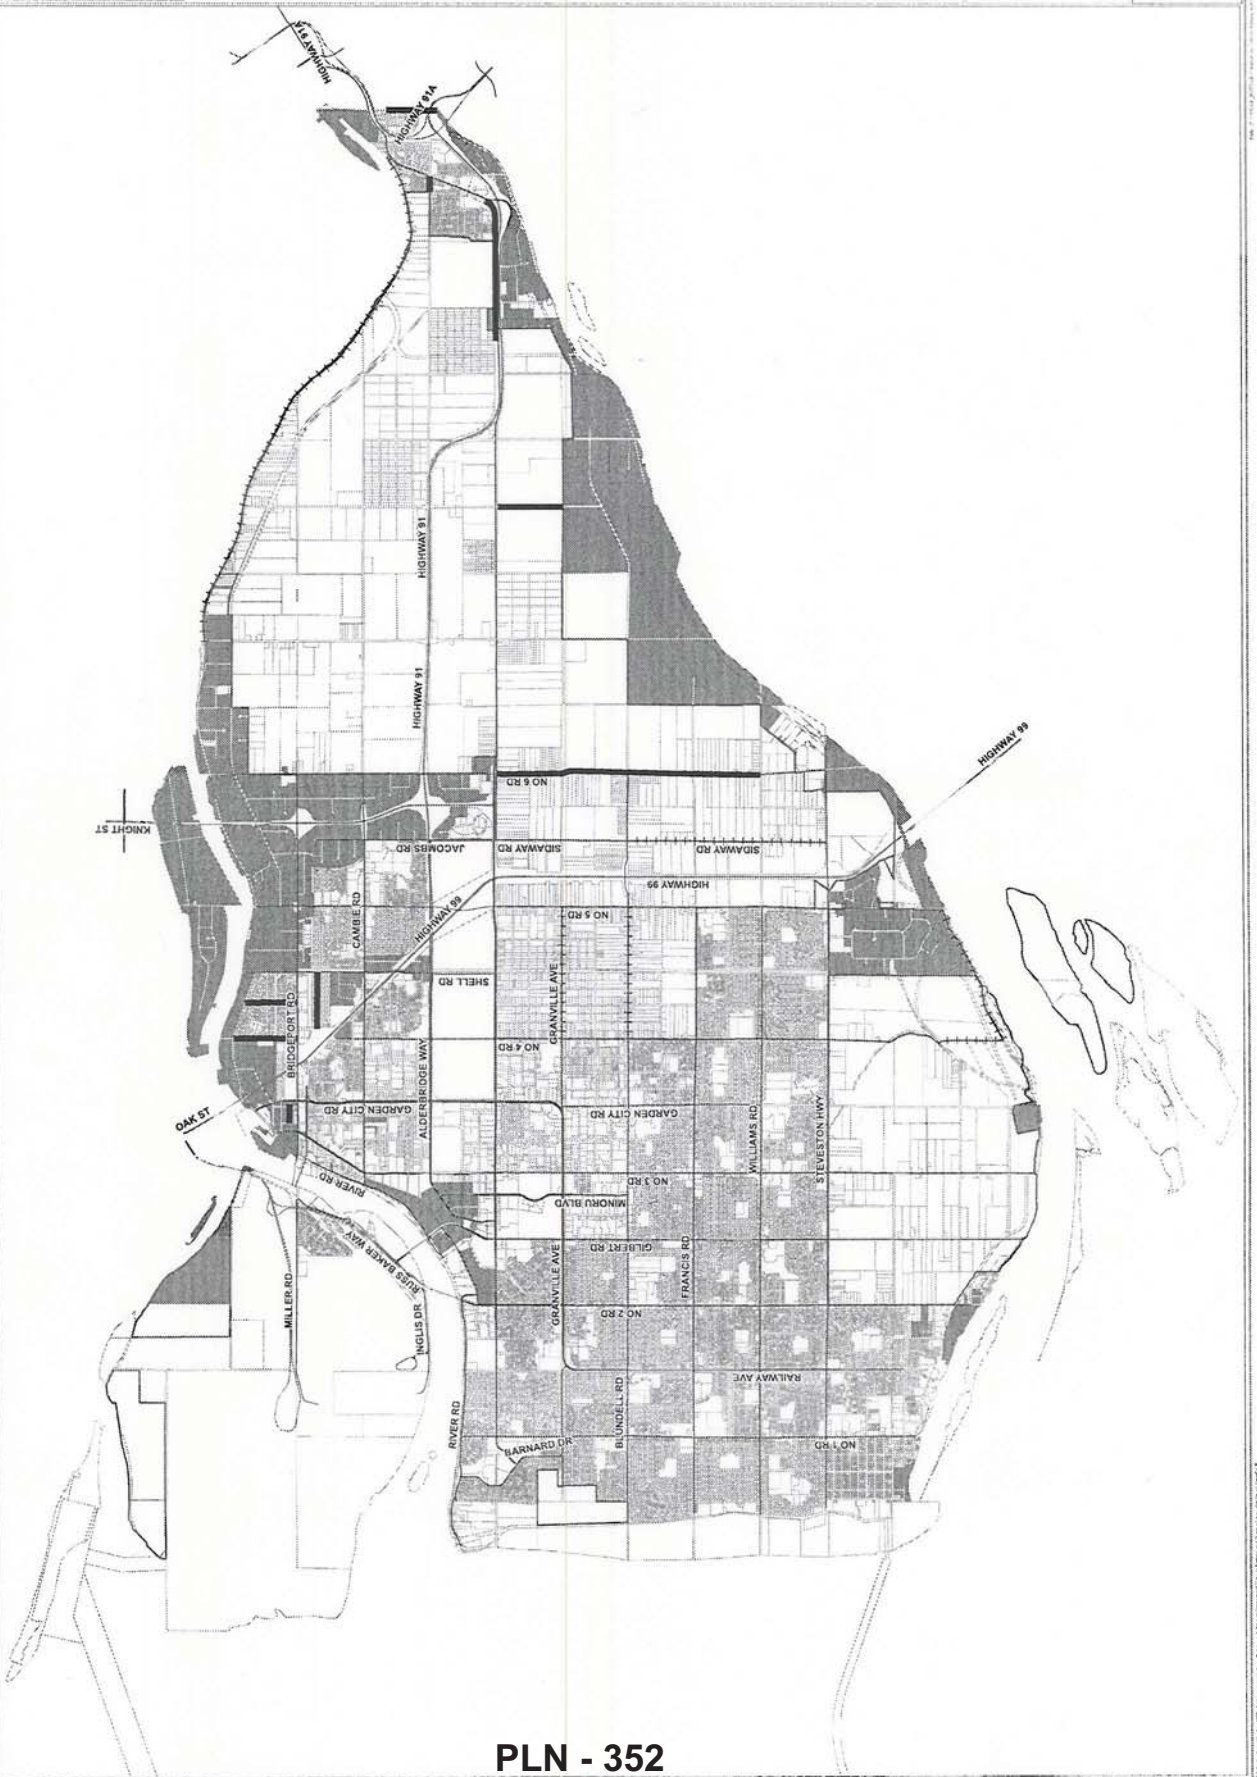 HIGHWAY 91A
HIGHWAY 91A
HIGHWAY 91
HIGHWAY 91
HIGHWAY 99
NO 6 RD
KNIGHT ST
JACOMBS RD
SIDAWAY RD
SIDAWAY RD
HIGHWAY 99
CAMBIE RD
HIGHWAY 99
NO 5 RD
SHELL RD
GRANVILLE AVE
BRIDGEPORT RD
NO 4 RD
ALDERBRIDGE WAY
OAK ST
GARDEN CITY RD
GARDEN CITY RD
WILLIAMS RD
STEVESTON HWY
RIVER RD
NO 3 RD
MINORU BLVD
RUSS BAKER WAY
GILBERT RD
FRANCIS RD
GRANVILLE AVE
MILLER RD
NO 2 RD
INGLIS DR
RAILWAY AVE
RIVER RD
BLUNDELL RD
BARNARD DR
NO 1 RD
PLN - 352